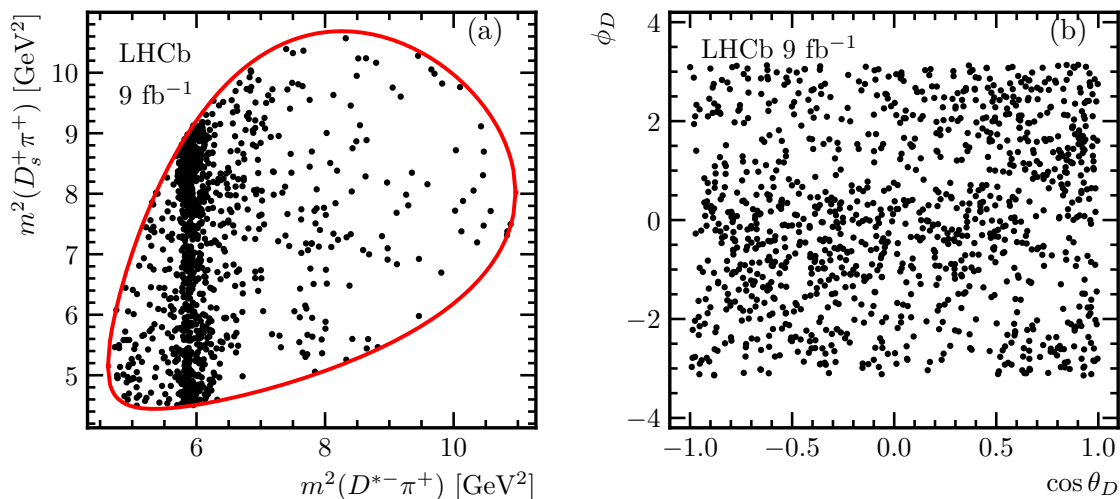 (a)
LHCb
9 fb⁻¹
m²(D_s⁺π⁺) [GeV²]
10
9
8
7
6
5
6
8
10
m²(D*⁻π⁺) [GeV²]
(b)
LHCb 9 fb⁻¹
ϕ_D
4
2
0
−2
−4
−1.0
−0.5
0.0
0.5
1.0
cos θ_D